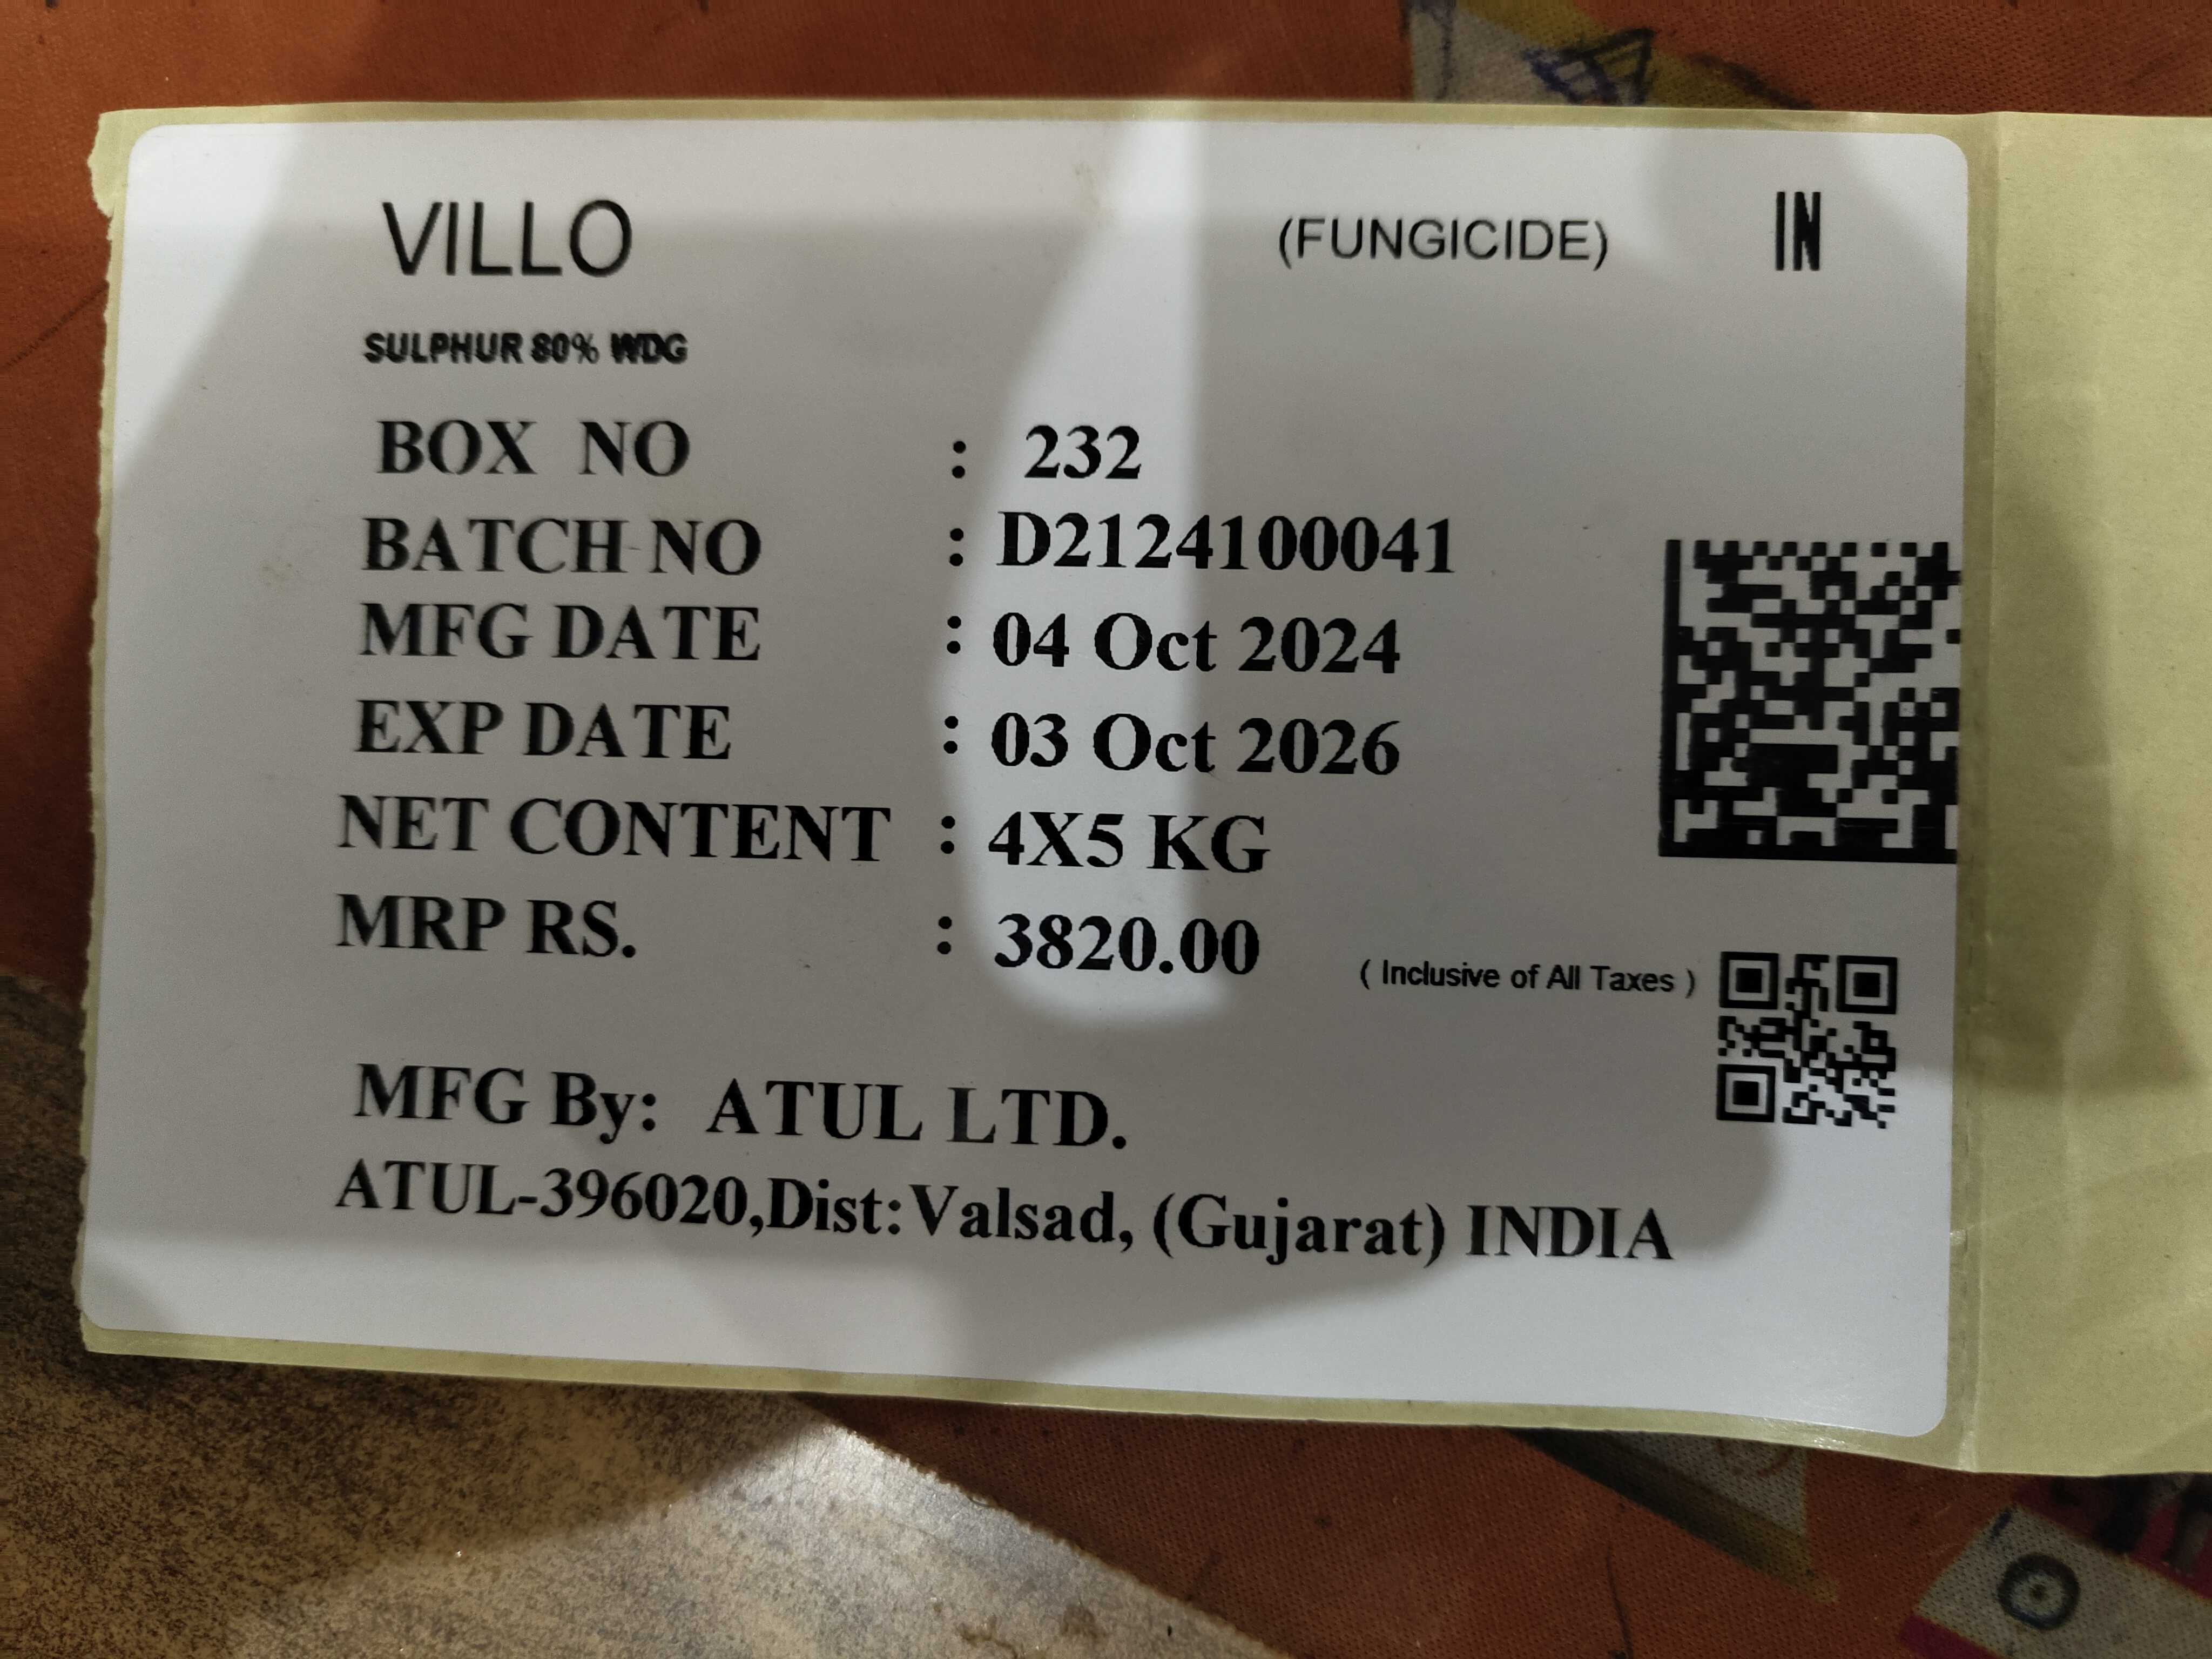 VILLO (FUNGICIDE) IN
SULPHUR 80% WDG
BOX NO : 232
BATCH NO : D2124100041
MFG DATE : 04 Oct 2024
EXP DATE : 03 Oct 2026
NET CONTENT : 4X5 KG
MRP RS. : 3820.00 ( Inclusive of All Taxes )
MFG By: ATUL LTD.
ATUL-396020,Dist:Valsad, (Gujarat) INDIA